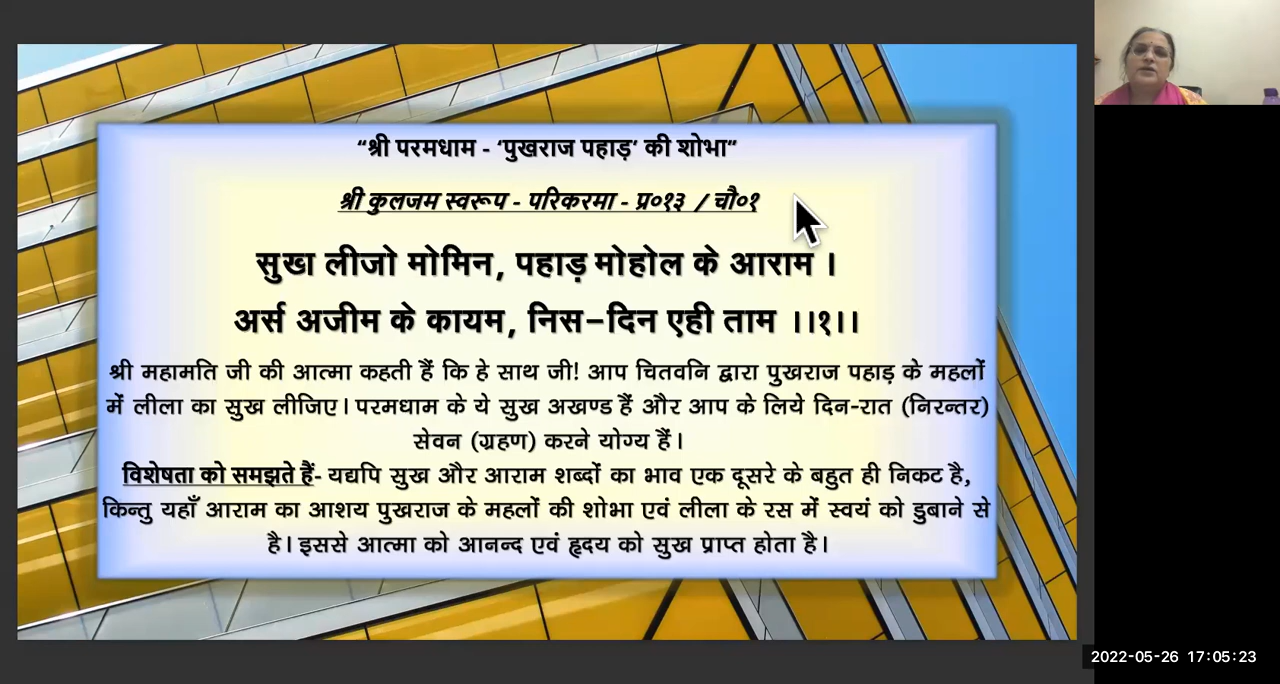 “श्री परमधाम - ‘पुखराज पहाड़’ की शोभा”
श्री कुलजम स्वरूप - परिकरमा - प्र०१३ / चौ०१
सुख लीजो मोमिन, पहाड़ मोहोल के आराम ।
अर्स अजीम के कायम, निस–दिन एही ताम ।।१।।
श्री महामति जी की आत्मा कहती हैं कि हे साथ जी! आप चितवनि द्वारा पुखराज पहाड़ के महलों
में लीला का सुख लीजिए। परमधाम के ये सुख अखण्ड हैं और आप के लिये दिन-रात (निरन्तर)
सेवन (ग्रहण) करने योग्य हैं।
विशेषता को समझते हैं- यद्यपि सुख और आराम शब्दों का भाव एक दूसरे के बहुत ही निकट है,
किन्तु यहाँ आराम का आशय पुखराज के महलों की शोभा एवं लीला के रस में स्वयं को डुबाने से
है। इससे आत्मा को आनन्द एवं हृदय को सुख प्राप्त होता है।
2022-05-26 17:05:23